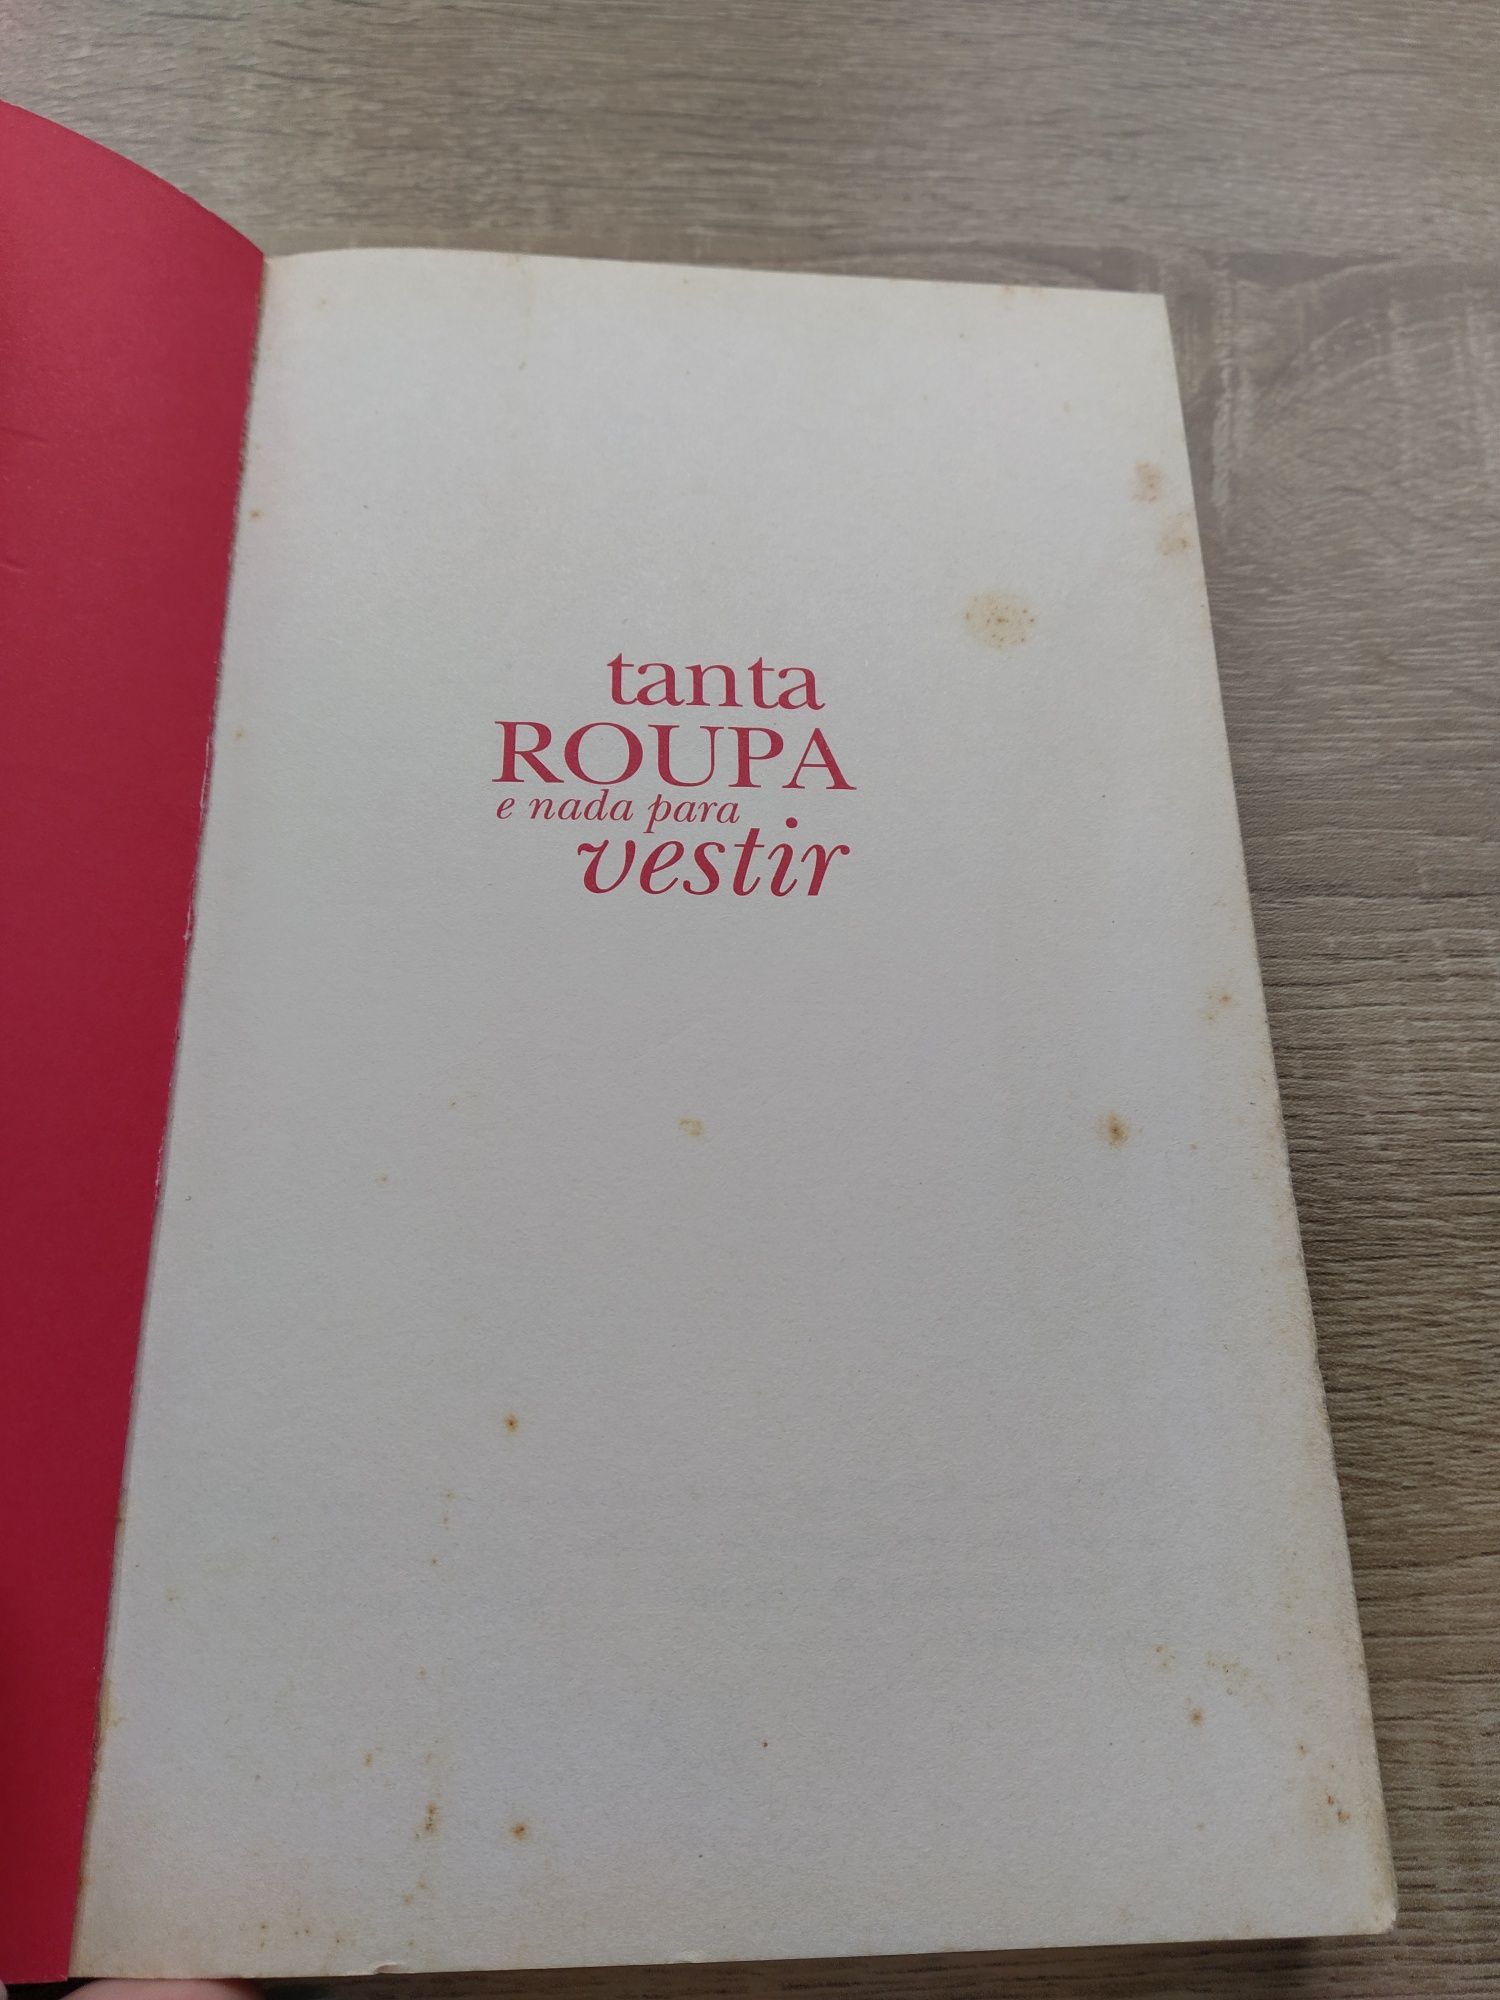 tanta
ROUPA
e nada para
vestir